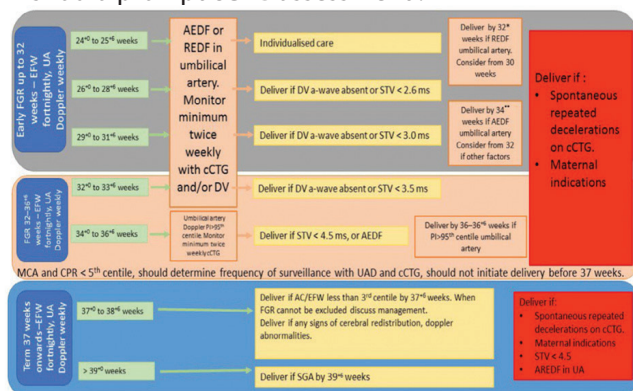 Early FGR up to 32
weeks – EFW
fortnightly, UA
Doppler weekly
24⁺⁰ to 25⁺⁶ weeks
26⁺⁰ to 28⁺⁶ weeks
29⁺⁰ to 31⁺⁶ weeks
AEDF or
REDF in
umbilical
artery.
Monitor
minimum
twice
weekly
with cCTG
and/or DV
Individualised care
Deliver if DV a-wave absent or STV < 2.6 ms
Deliver if DV a-wave absent or STV < 3.0 ms
Deliver by 32*
weeks if REDF
umbilical artery.
Consider from 30
weeks
Deliver by 34**
weeks if AEDF
umbilical artery
Consider from 32
if other factors
Deliver if :
• Spontaneous
repeated
decelerations
on cCTG.
• Maternal
indications
FGR 32–36⁺⁶
weeks – EFW
fortnightly, UA
Doppler weekly
32⁺⁰ to 33⁺⁶ weeks
34⁺⁰ to 36⁺⁶ weeks
Umbilical artery
Doppler PI>95ᵗʰ
centile. Monitor
minimum twice
weekly cCTG
Deliver if DV a-wave absent or STV < 3.5 ms
Deliver if STV < 4.5 ms, or AEDF
Deliver by 36–36⁺⁶ weeks if
PI>95ᵗʰ centile umbilical
artery
MCA and CPR < 5ᵗʰ centile, should determine frequency of surveillance with UAD and cCTG, should not initiate delivery before 37 weeks.
Term 37 weeks
onwards –EFW
fortnightly, UA
Doppler weekly
37⁺⁰ to 38⁺⁶ weeks
> 39⁺⁰ weeks
Deliver if AC/EFW less than 3ʳᵈ centile by 37⁺⁶ weeks. When
FGR cannot be excluded discuss management.
Deliver if any signs of cerebral redistribution, doppler
abnormalities.
Deliver if SGA by 39⁺⁶ weeks
Deliver if:
• Spontaneous repeated
decelerations on cCTG.
• Maternal indications
• STV < 4.5
• AREDF in UA